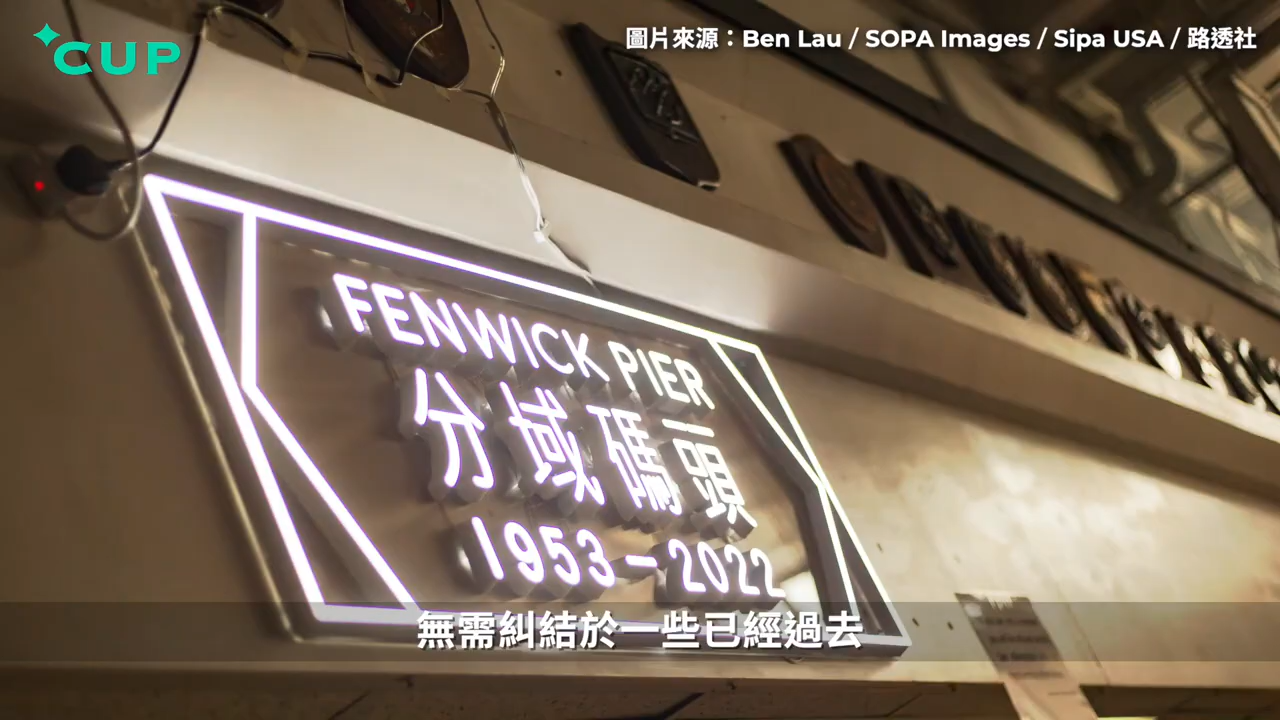 CUP
圖片來源：Ben Lau / SOPA Images / Sipa USA / 路透社
FENWICK PIER
分域碼頭
1953-2022
無需糾結於一些已經過去